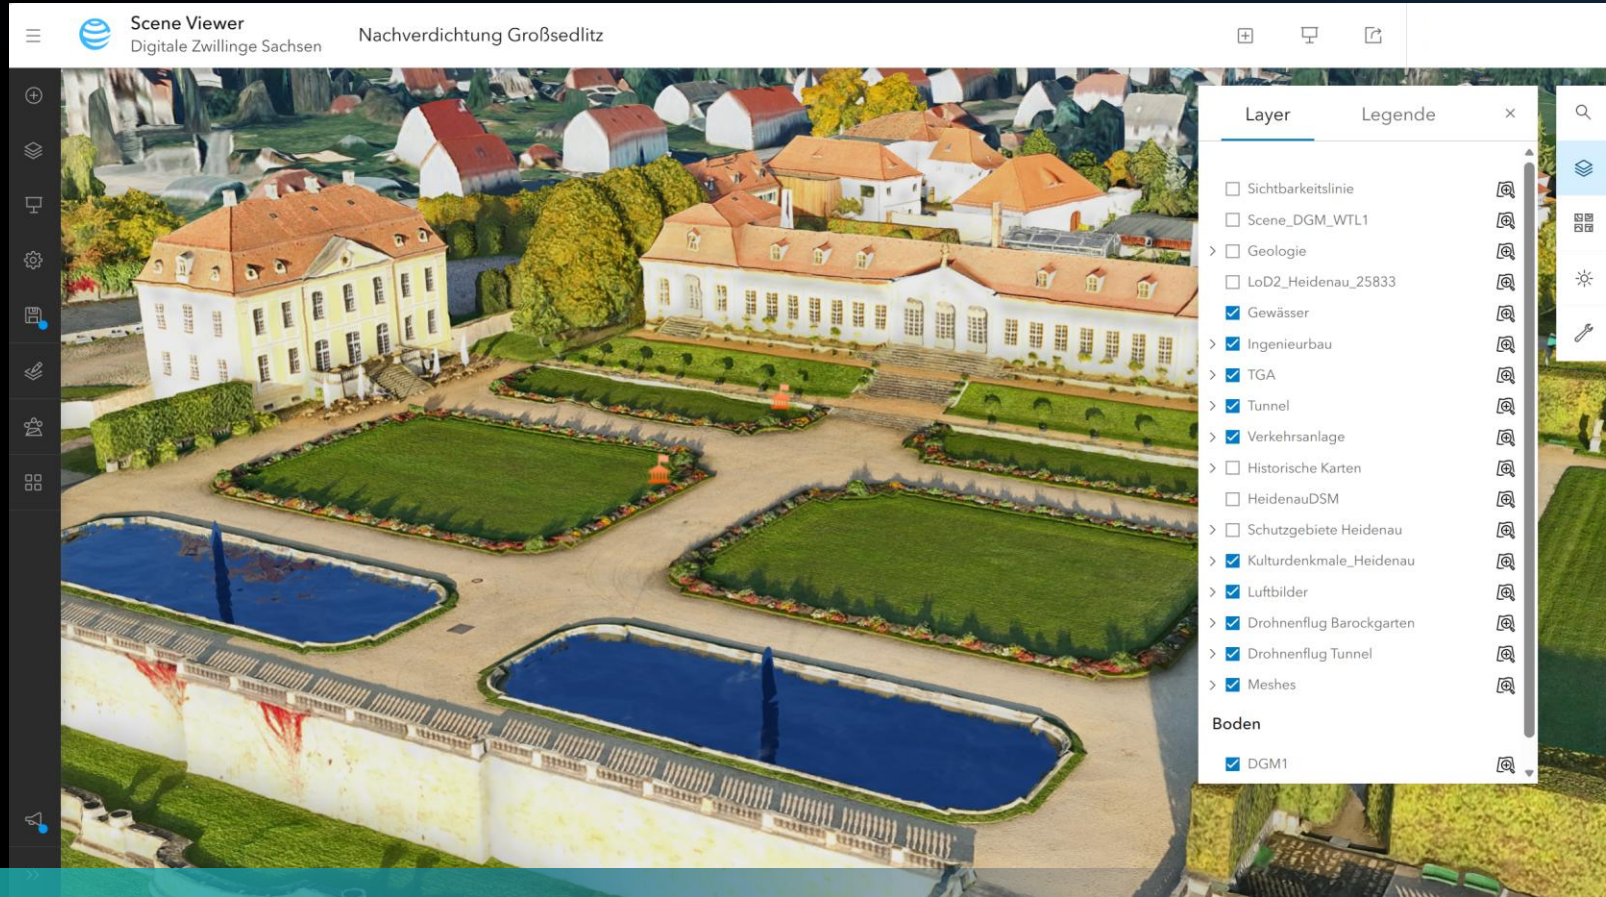 Scene Viewer
Digitale Zwillinge Sachsen
Nachverdichtung Großsedlitz
Layer
Legende
Sichtbarkeitslinie
Scene_DGM_WTL1
Geologie
LoD2_Heidenau_25833
Gewässer
Ingenieurbau
TGA
Tunnel
Verkehrsanlage
Historische Karten
HeidenauDSM
Schutzgebiete Heidenau
Kulturdenkmale_Heidenau
Luftbilder
Drohnenflug Barockgarten
Drohnenflug Tunnel
Meshes
Boden
DGM1